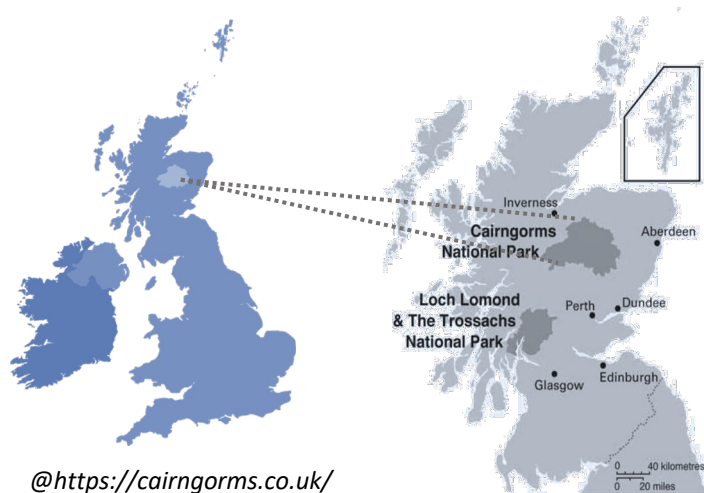 Inverness
Cairngorms
National Park
Aberdeen
Loch Lomond
& The Trossachs
National Park
Perth
Dundee
Glasgow
Edinburgh
0 40 kilometres
0 20 miles
@https://cairngorms.co.uk/